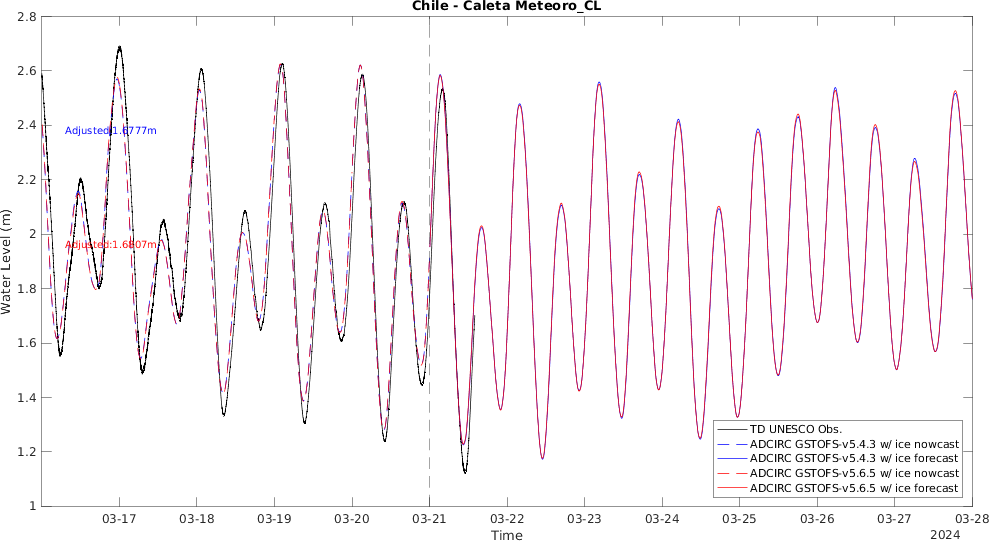 Chile - Caleta Meteoro_CL
2.8
2.6
2.4
2.2
2
1.8
1.6
1.4
1.2
1
Water Level (m)
Adjusted:1.6777m
Adjusted:1.6807m
TD UNESCO Obs.
ADCIRC GSTOFS-v5.4.3 w/ ice nowcast
ADCIRC GSTOFS-v5.4.3 w/ ice forecast
ADCIRC GSTOFS-v5.6.5 w/ ice nowcast
ADCIRC GSTOFS-v5.6.5 w/ ice forecast
03-17 03-18 03-19 03-20 03-21 03-22 03-23 03-24 03-25 03-26 03-27 03-28
Time
2024